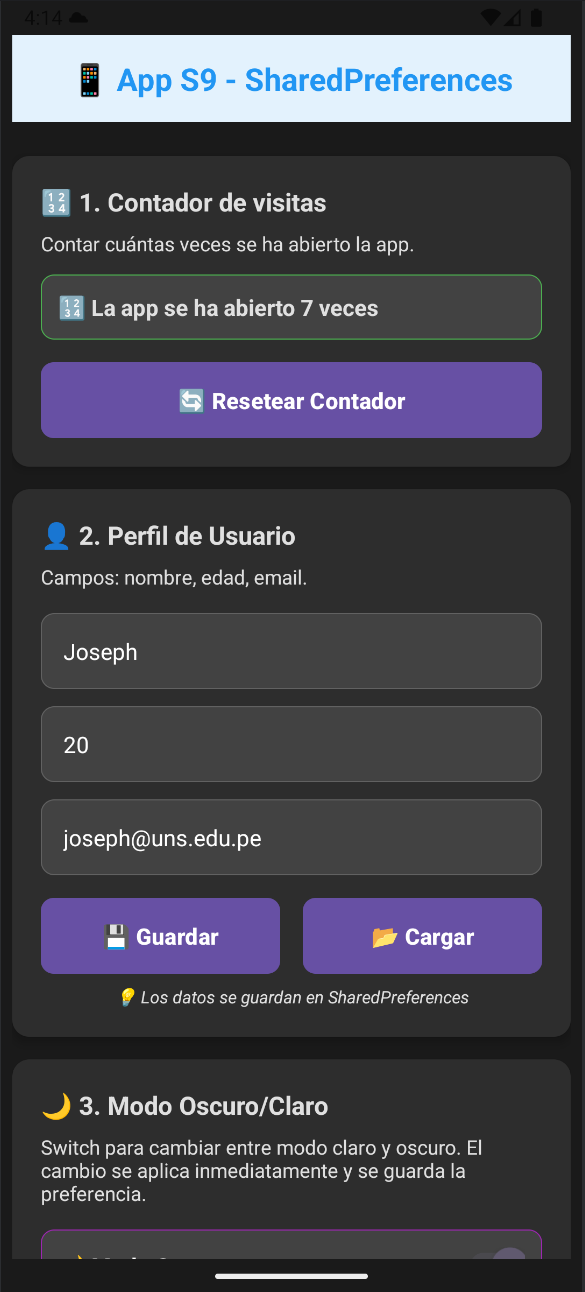 4:14
App S9 - SharedPreferences
1. Contador de visitas
Contar cuántas veces se ha abierto la app.
La app se ha abierto 7 veces
Resetear Contador
2. Perfil de Usuario
Campos: nombre, edad, email.
Joseph
20
joseph@uns.edu.pe
Guardar
Cargar
Los datos se guardan en SharedPreferences
3. Modo Oscuro/Claro
Switch para cambiar entre modo claro y oscuro. El
cambio se aplica inmediatamente y se guarda la
preferencia.